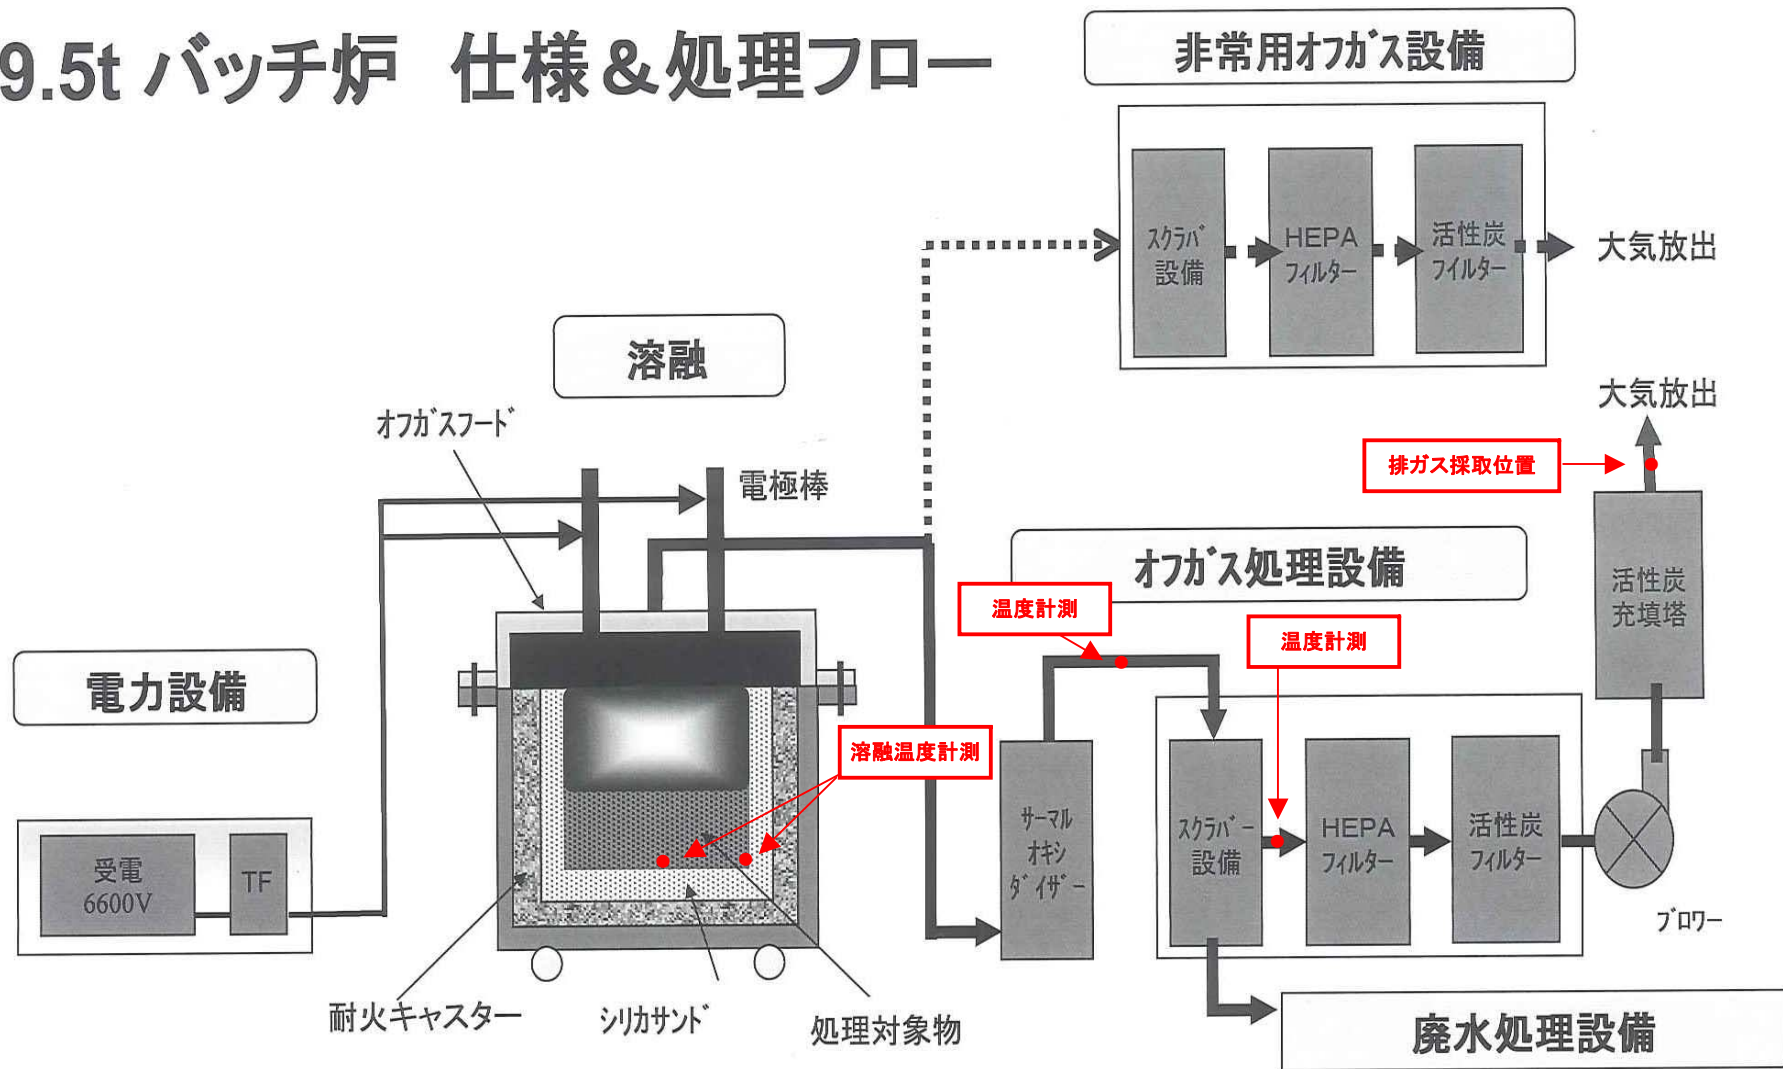 9.5t バッチ炉 仕様＆処理フロー
非常用オフガス設備
スクラバ
設備
HEPA
フィルター
活性炭
フイルター
大気放出
溶融
オフガスフード
電極棒
大気放出
排ガス採取位置
オフガス処理設備
温度計測
温度計測
活性炭
充填塔
電力設備
溶融温度計測
受電
6600V
TF
サーマル
オキシ
ダイザー
スクラバー
設備
HEPA
フィルター
活性炭
フィルター
ブロワー
耐火キャスター
シリカサンド
処理対象物
廃水処理設備